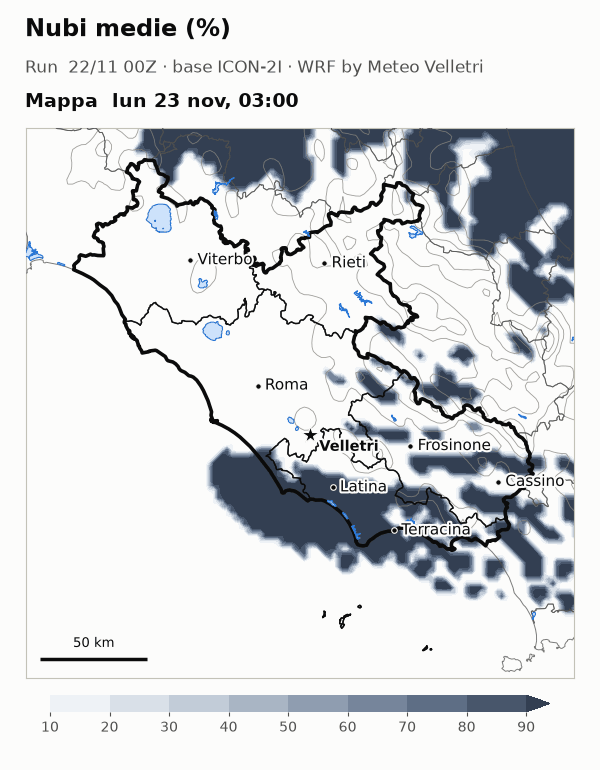 Nubi medie (%)
Run 22/11 00Z · base ICON-2I · WRF by Meteo Velletri
Mappa lun 23 nov, 03:00
Viterbo
Rieti
Roma
Velletri
Frosinone
Cassino
Latina
Terracina
50 km
10 20 30 40 50 60 70 80 90